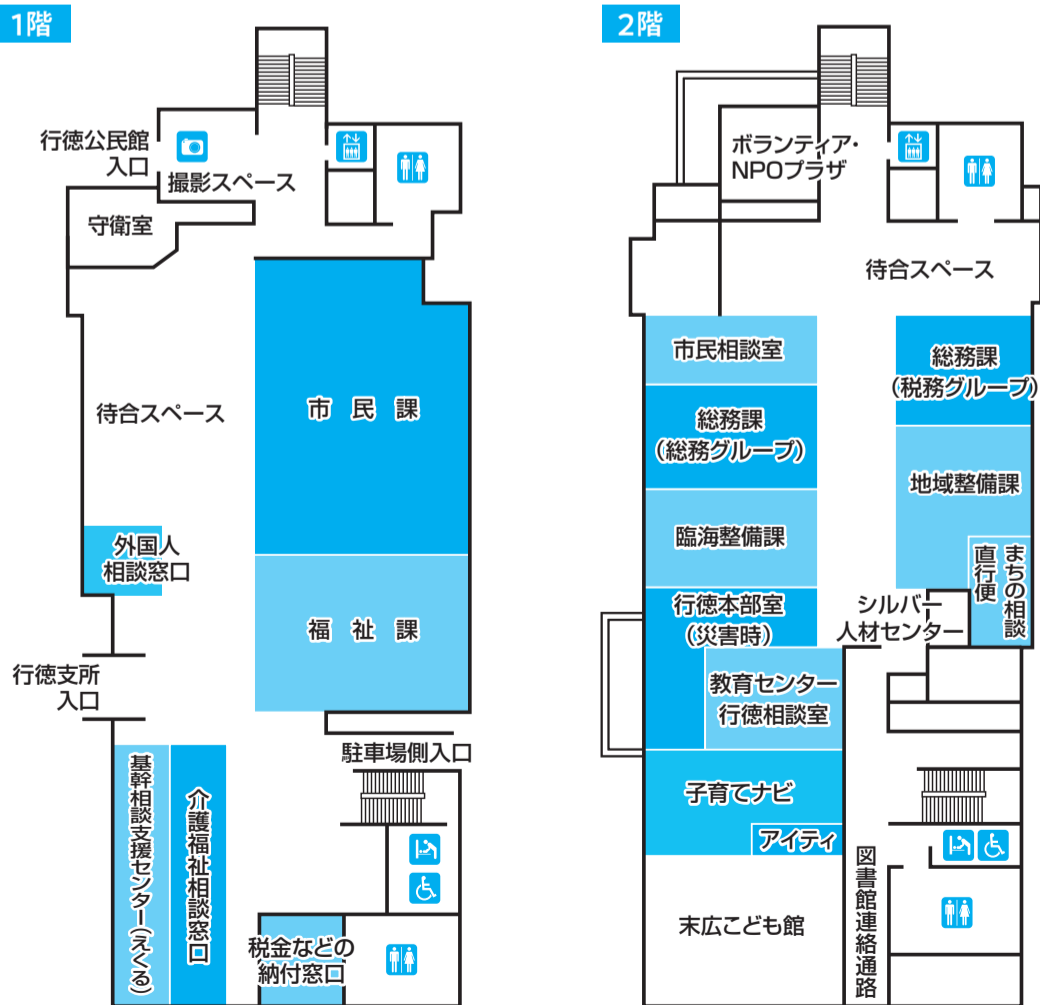 1階
行徳公民館
入口
撮影スペース
守衛室
待合スペース
市民課
外国人
相談窓口
福祉課
行徳支所
入口
駐車場側入口
基幹相談支援センター(えくる)
介護福祉相談窓口
税金などの
納付窓口
2階
ボランティア・
NPOプラザ
待合スペース
市民相談室
総務課
(税務グループ)
総務課
(総務グループ)
地域整備課
臨海整備課
まちの相談
直行便
行徳本部室
(災害時)
シルバー
人材センター
教育センター
行徳相談室
子育てナビ
アイティ
図書館連絡通路
末広こども館